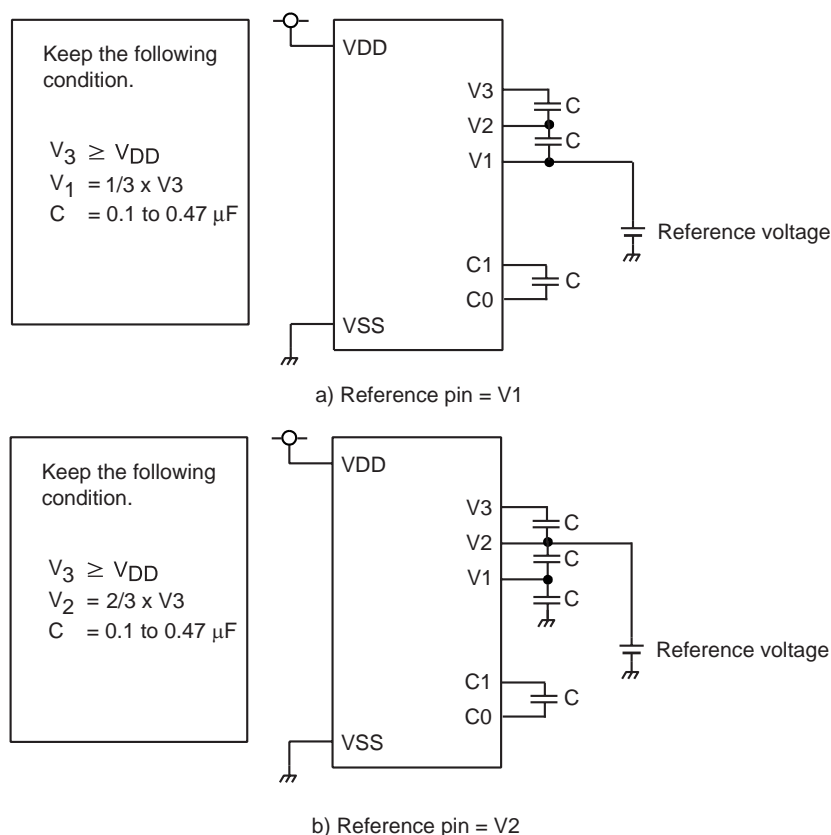 Keep the following
condition.
V3 ≥ VDD
V1 = 1/3 x V3
C = 0.1 to 0.47 μF
VDD
V3
C
V2
C
V1
Reference voltage
C1
C
C0
VSS
a) Reference pin = V1
Keep the following
condition.
V3 ≥ VDD
V2 = 2/3 x V3
C = 0.1 to 0.47 μF
VDD
V3
C
V2
C
V1
C
Reference voltage
C1
C
C0
VSS
b) Reference pin = V2